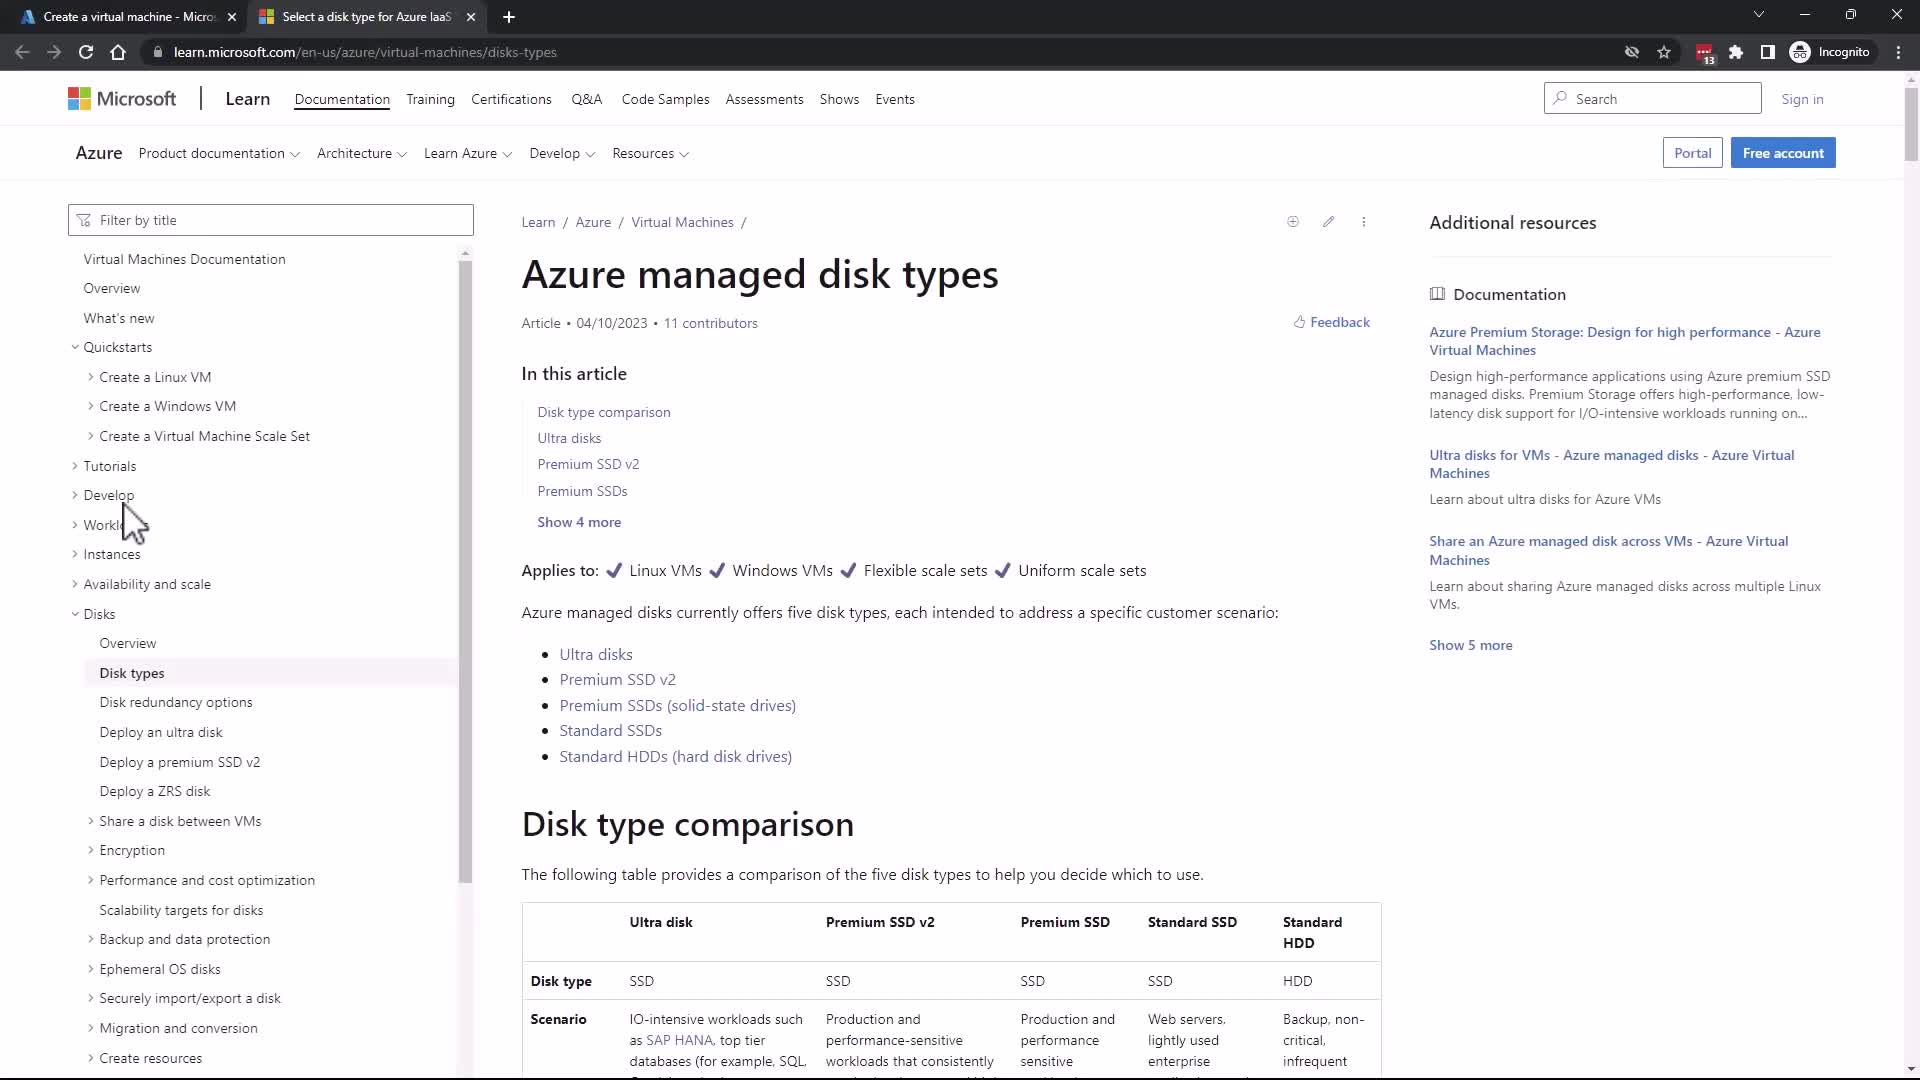 Create a virtual machine - Micros
Select a disk type for Azure IaaS
learn.microsoft.com/en-us/azure/virtual-machines/disks-types
13
Incognito
Microsoft
Learn
Documentation
Training
Certifications
Q&A
Code Samples
Assessments
Shows
Events
Search
Sign in
Azure
Product documentation
Architecture
Learn Azure
Develop
Resources
Portal
Free account
Filter by title
Virtual Machines Documentation
Overview
What's new
Quickstarts
Create a Linux VM
Create a Windows VM
Create a Virtual Machine Scale Set
Tutorials
Develop
Instances
Availability and scale
Disks
Overview
Disk types
Disk redundancy options
Deploy an ultra disk
Deploy a premium SSD v2
Deploy a ZRS disk
Share a disk between VMs
Encryption
Performance and cost optimization
Scalability targets for disks
Backup and data protection
Ephemeral OS disks
Securely import/export a disk
Migration and conversion
Create resources
Learn / Azure / Virtual Machines /
Azure managed disk types
Article • 04/10/2023 • 11 contributors
Feedback
In this article
Disk type comparison
Ultra disks
Premium SSD v2
Premium SSDs
Show 4 more
Applies to: ✔ Linux VMs ✔ Windows VMs ✔ Flexible scale sets ✔ Uniform scale sets
Azure managed disks currently offers five disk types, each intended to address a specific customer scenario:
• Ultra disks
• Premium SSD v2
• Premium SSDs (solid-state drives)
• Standard SSDs
• Standard HDDs (hard disk drives)
Disk type comparison
The following table provides a comparison of the five disk types to help you decide which to use.
Ultra disk
Premium SSD v2
Premium SSD
Standard SSD
Standard
HDD
Disk type
SSD
SSD
SSD
SSD
HDD
Scenario
IO-intensive workloads such
as SAP HANA, top tier
databases (for example, SQL,
Production and
performance-sensitive
workloads that consistently
Production and
performance
sensitive
Web servers,
lightly used
enterprise
Backup, non-
critical,
infrequent
Additional resources
Documentation
Azure Premium Storage: Design for high performance - Azure
Virtual Machines
Design high-performance applications using Azure premium SSD
managed disks. Premium Storage offers high-performance, low-
latency disk support for I/O-intensive workloads running on...
Ultra disks for VMs - Azure managed disks - Azure Virtual
Machines
Learn about ultra disks for Azure VMs
Share an Azure managed disk across VMs - Azure Virtual
Machines
Learn about sharing Azure managed disks across multiple Linux
VMs.
Show 5 more